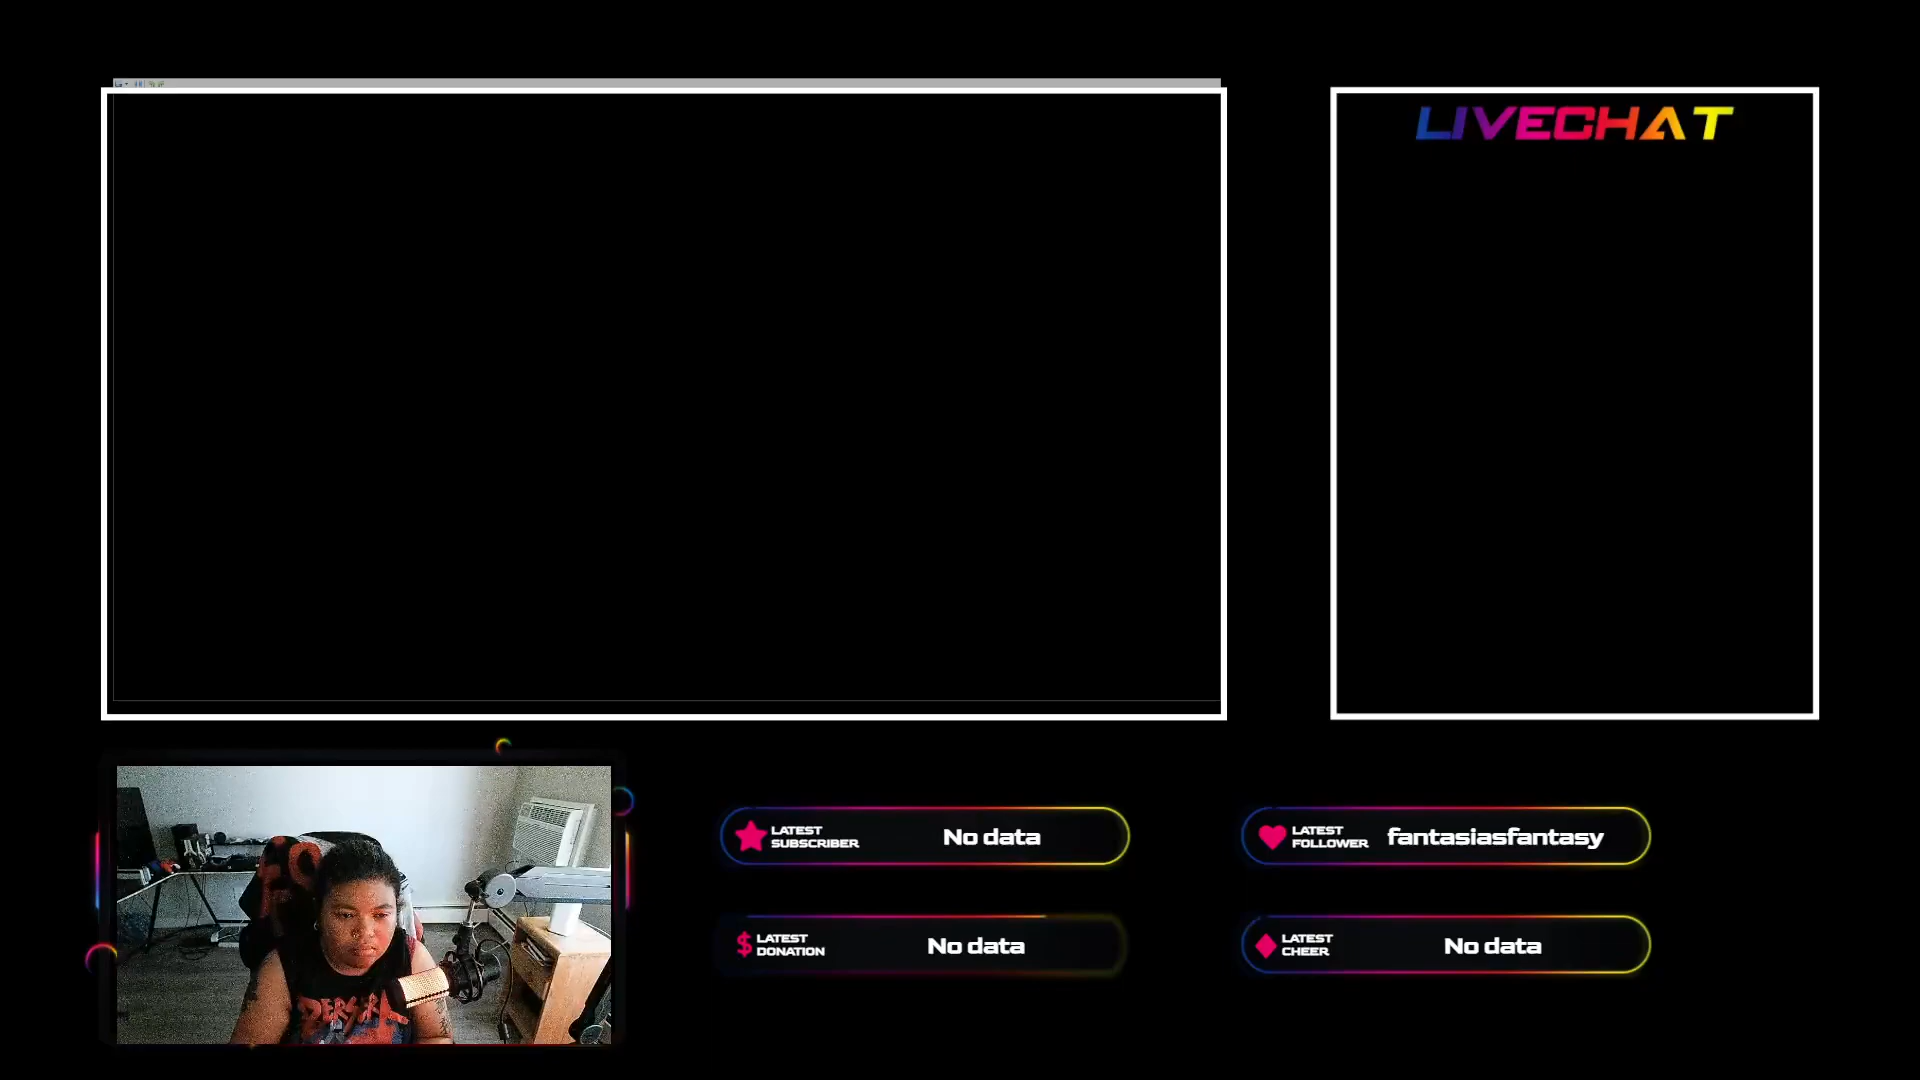 LIVECHAT
LATEST
SUBSCRIBER
No data
LATEST
FOLLOWER
fantasiasfantasy
LATEST
DONATION
No data
LATEST
CHEER
No data